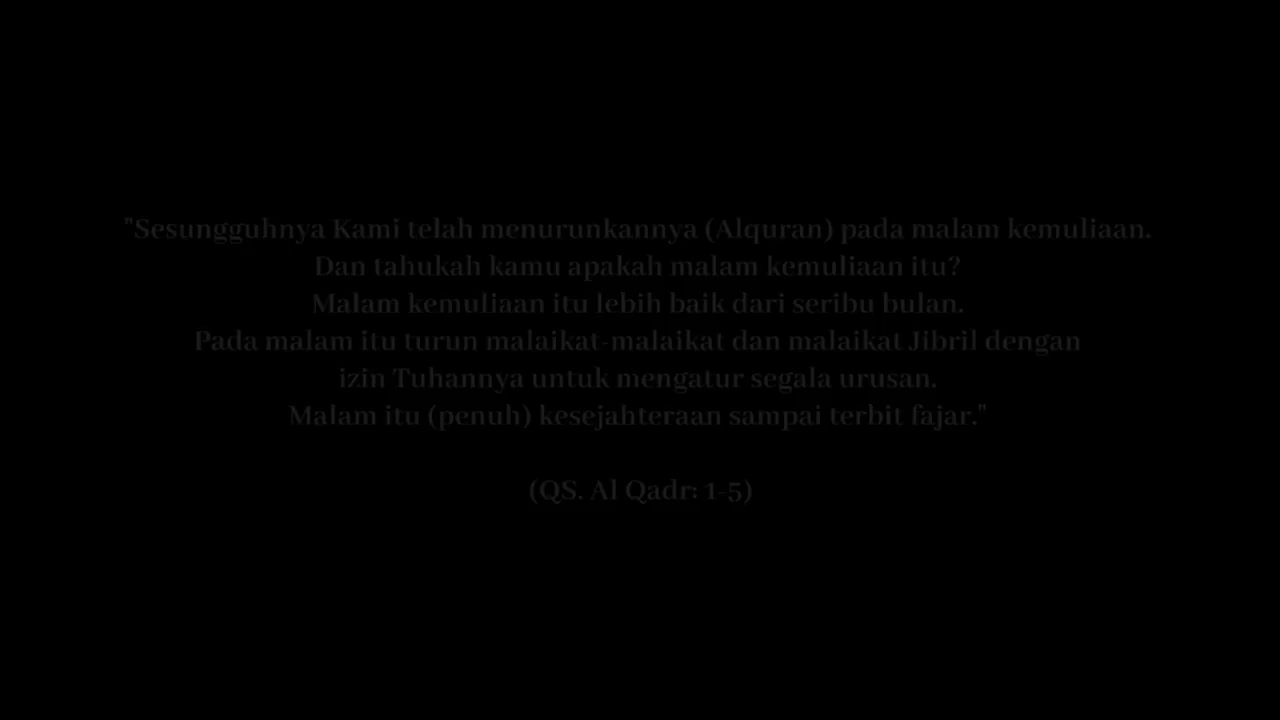 "Sesungguhnya Kami telah menurunkannya (Alquran) pada malam kemuliaan.
Dan tahukah kamu apakah malam kemuliaan itu?
Malam kemuliaan itu lebih baik dari seribu bulan.
Pada malam itu turun malaikat-malaikat dan malaikat Jibril dengan
izin Tuhannya untuk mengatur segala urusan.
Malam itu (penuh) kesejahteraan sampai terbit fajar."
(QS. Al Qadr: 1-5)